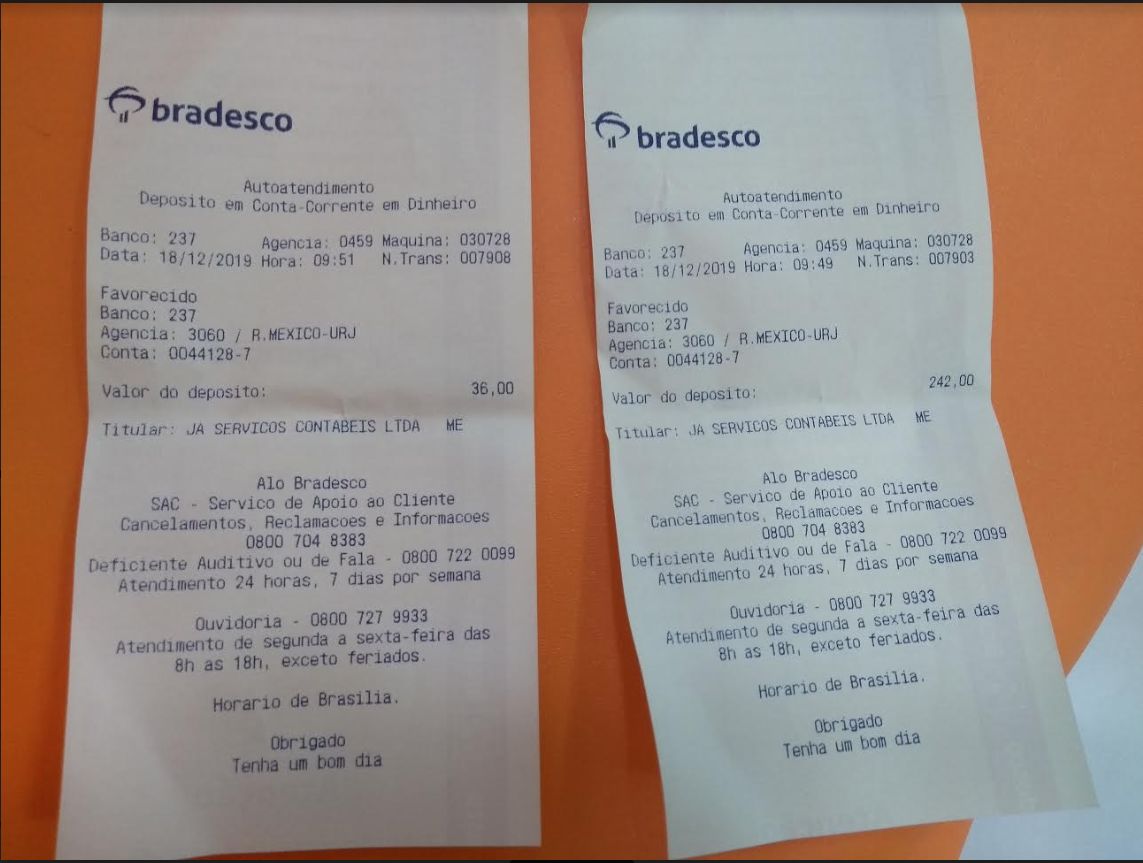 bradesco
Autoatendimento
Deposito em Conta-Corrente em Dinheiro
Banco: 237 Agencia: 0459 Maquina: 030728
Data: 18/12/2019 Hora: 09:51 N.Trans: 007908
Favorecido
Banco: 237
Agencia: 3060 / R.MEXICO-URJ
Conta: 0044128-7
Valor do deposito: 36,00
Titular: JA SERVICOS CONTABEIS LTDA ME
Alo Bradesco
SAC - Servico de Apoio ao Cliente
Cancelamentos, Reclamacoes e Informacoes
0800 704 8383
Deficiente Auditivo ou de Fala - 0800 722 0099
Atendimento 24 horas, 7 dias por semana
Ouvidoria - 0800 727 9933
Atendimento de segunda a sexta-feira das
8h as 18h, exceto feriados.
Horario de Brasilia.
Obrigado
Tenha um bom dia
bradesco
Autoatendimento
Deposito em Conta-Corrente em Dinheiro
Banco: 237 Agencia: 0459 Maquina: 030728
Data: 18/12/2019 Hora: 09:49 N.Trans: 007903
Favorecido
Banco: 237
Agencia: 3060 / R.MEXICO-URJ
Conta: 0044128-7
Valor do deposito: 242,00
Titular: JA SERVICOS CONTABEIS LTDA ME
Alo Bradesco
SAC - Servico de Apoio ao Cliente
Cancelamentos, Reclamacoes e Informacoes
0800 704 8383
Deficiente Auditivo ou de Fala - 0800 722 0099
Atendimento 24 horas, 7 dias por semana
Ouvidoria - 0800 727 9933
Atendimento de segunda a sexta-feira das
8h as 18h, exceto feriados.
Horario de Brasilia.
Obrigado
Tenha um bom dia